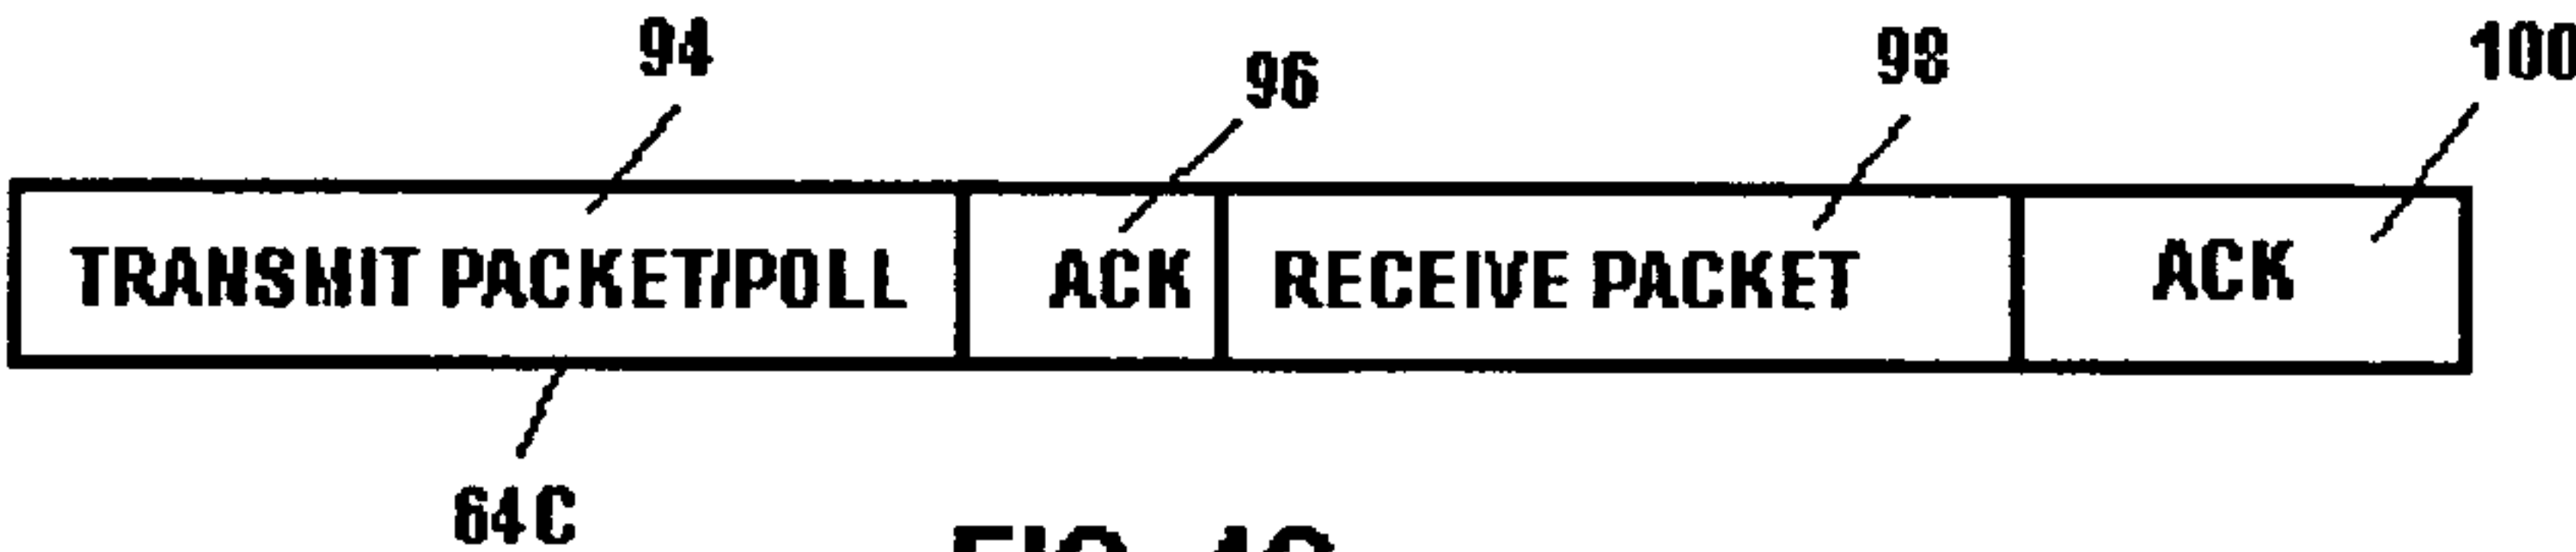 94
96
98
100
TRANSMIT PACKET/POLL
ACK
RECEIVE PACKET
ACK
64C